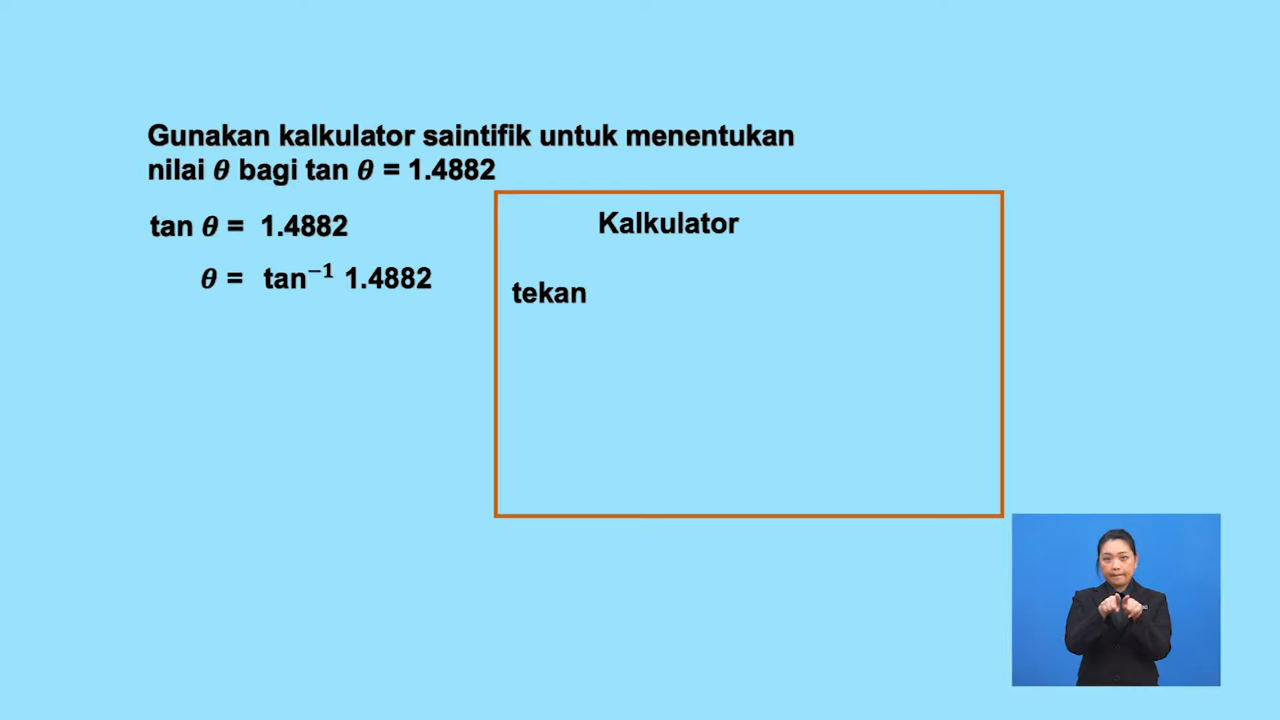 Gunakan kalkulator saintifik untuk menentukan
nilai θ bagi tan θ = 1.4882
tan θ = 1.4882
θ = tan⁻¹ 1.4882
Kalkulator
tekan